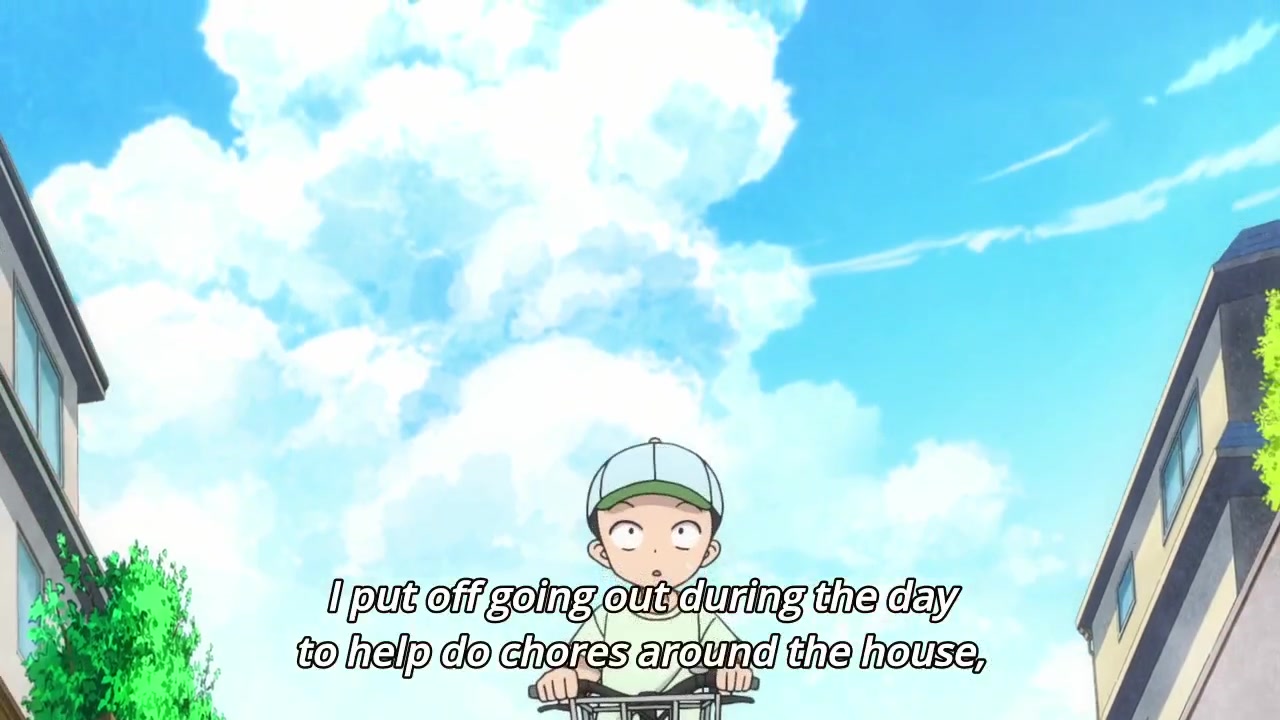 I put off going out during the day
to help do chores around the house,